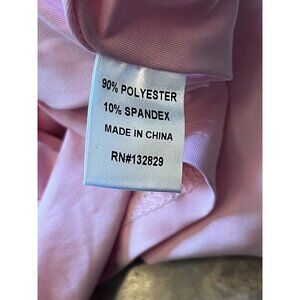 90% POLYESTER
10% SPANDEX
MADE IN CHINA
RN#132829